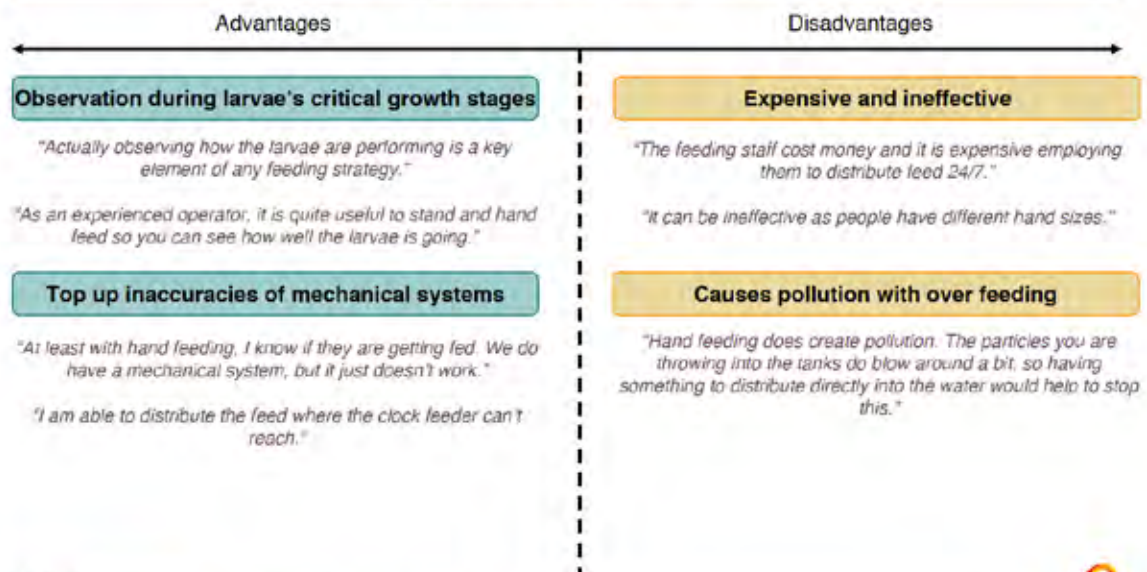 Advantages
Disadvantages
Observation during larvae's critical growth stages
"Actually observing how the larvae are performing is a key
element of any feeding strategy."
"As an experienced operator, it is quite useful to stand and hand
feed so you can see how well the larvae is going."
Top up inaccuracies of mechanical systems
"At least with hand feeding, I know if they are getting fed. We do
have a mechanical system, but it just doesn't work."
"I am able to distribute the feed where the clock feeder can't
reach."
Expensive and ineffective
"The feeding staff cost money and it is expensive employing
them to distribute feed 24/7."
"It can be ineffective as people have different hand sizes."
Causes pollution with over feeding
"Hand feeding does create pollution. The particles you are
throwing into the tanks do blow around a bit, so having
something to distribute directly into the water would help to stop
this."